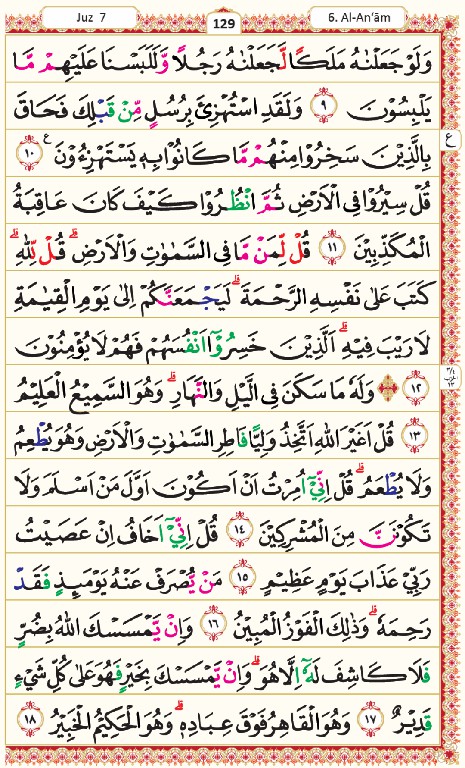 Juz 7
129
6. Al-An'ām
وَلَوْ جَعَلْنٰهُ مَلَكًا لَّجَعَلْنٰهُ رَجُلًا وَّلَلَبَسْنَا عَلَيْهِمْ مَّا
يَلْبِسُوْنَ ٩ وَلَقَدِ اسْتُهْزِئَ بِرُسُلٍ مِّنْ قَبْلِكَ فَحَاقَ
بِالَّذِيْنَ سَخِرُوْا مِنْهُمْ مَّا كَانُوْا بِهٖ يَسْتَهْزِءُوْنَ ࣖ ١٠
ع
قُلْ سِيْرُوْا فِى الْاَرْضِ ثُمَّ انْظُرُوْا كَيْفَ كَانَ عَاقِبَةُ
الْمُكَذِّبِيْنَ ١١ قُلْ لِّمَنْ مَّا فِى السَّمٰوٰتِ وَالْاَرْضِۗ قُلْ لِّلّٰهِۗ
كَتَبَ عَلٰى نَفْسِهِ الرَّحْمَةَۗ لَيَجْمَعَنَّكُمْ اِلٰى يَوْمِ الْقِيٰمَةِ
لَا رَيْبَ فِيْهِۗ اَلَّذِيْنَ خَسِرُوْٓا اَنْفُسَهُمْ فَهُمْ لَا يُؤْمِنُوْنَ
١٢ ۞ وَلَهٗ مَا سَكَنَ فِى الَّيْلِ وَالنَّهَارِۗ وَهُوَ السَّمِيْعُ الْعَلِيْمُ
١٣ قُلْ اَغَيْرَ اللّٰهِ اَتَّخِذُ وَلِيًّا فَاطِرِ السَّمٰوٰتِ وَالْاَرْضِ وَهُوَ يُطْعِمُ
وَلَا يُطْعَمُۗ قُلْ اِنِّيْٓ اُمِرْتُ اَنْ اَكُوْنَ اَوَّلَ مَنْ اَسْلَمَ وَلَا
تَكُوْنَنَّ مِنَ الْمُشْرِكِيْنَ ١٤ قُلْ اِنِّيْٓ اَخَافُ اِنْ عَصَيْتُ
رَبِّيْ عَذَابَ يَوْمٍ عَظِيْمٍ ١٥ مَنْ يُّصْرَفْ عَنْهُ يَوْمَىِٕذٍ فَقَدْ
رَحِمَهٗۗ وَذٰلِكَ الْفَوْزُ الْمُبِيْنُ ١٦ وَاِنْ يَّمْسَسْكَ اللّٰهُ بِضُرٍّ
فَلَا كَاشِفَ لَهٗٓ اِلَّا هُوَۗ وَاِنْ يَّمْسَسْكَ بِخَيْرٍ فَهُوَ عَلٰى كُلِّ شَيْءٍ
قَدِيْرٌ ١٧ وَهُوَ الْقَاهِرُ فَوْقَ عِبَادِهٖۗ وَهُوَ الْحَكِيْمُ الْخَبِيْرُ ١٨